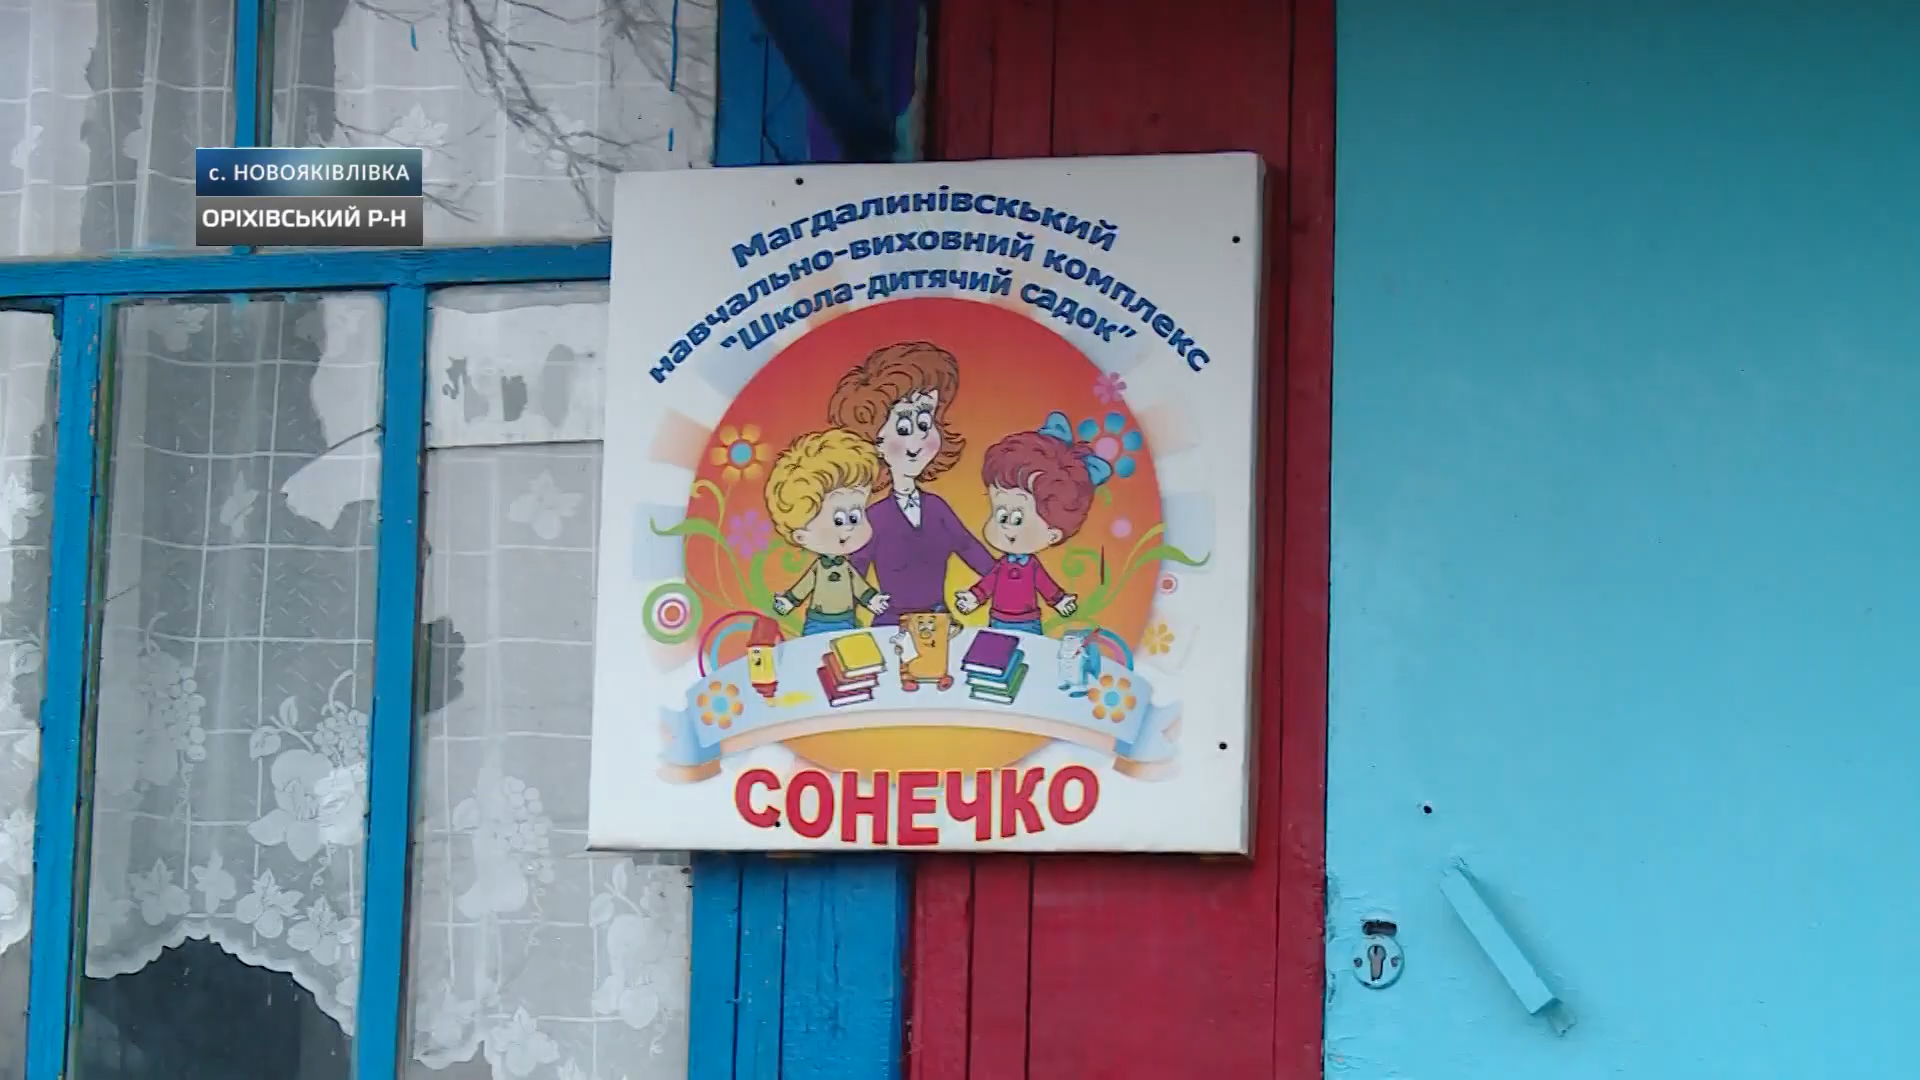 с. НОВОЯКІВЛІВКА
ОРІХІВСЬКИЙ Р-Н
Магдалинівскький
навчально-виховний комплекс
“Школа-дитячий садок”
СОНЕЧКО